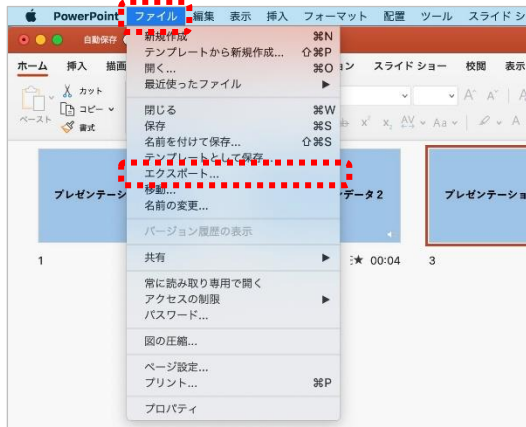 PowerPoint ファイル 編集 表示 挿入 フォーマット 配置 ツール スライド シ
自動保存
ホーム 挿入 描画 ョン スライド ショー 校閲 表示
カット
コピー
ペースト
書式
新規作成 ⌘N
テンプレートから新規作成... ⇧⌘P
開く... ⌘O
最近使ったファイル ▶
閉じる ⌘W
保存 ⌘S
名前を付けて保存... ⇧⌘S
テンプレートとして保存...
エクスポート...
移動...
名前の変更...
バージョン履歴の表示
共有 ▶
常に読み取り専用で開く
アクセスの制限 ▶
パスワード...
図の圧縮...
ページ設定...
プリント... ⌘P
プロパティ
x² x₂ AV Aa A
プレゼンテーシ データ 2 プレゼンテーショ
1 00:04 3